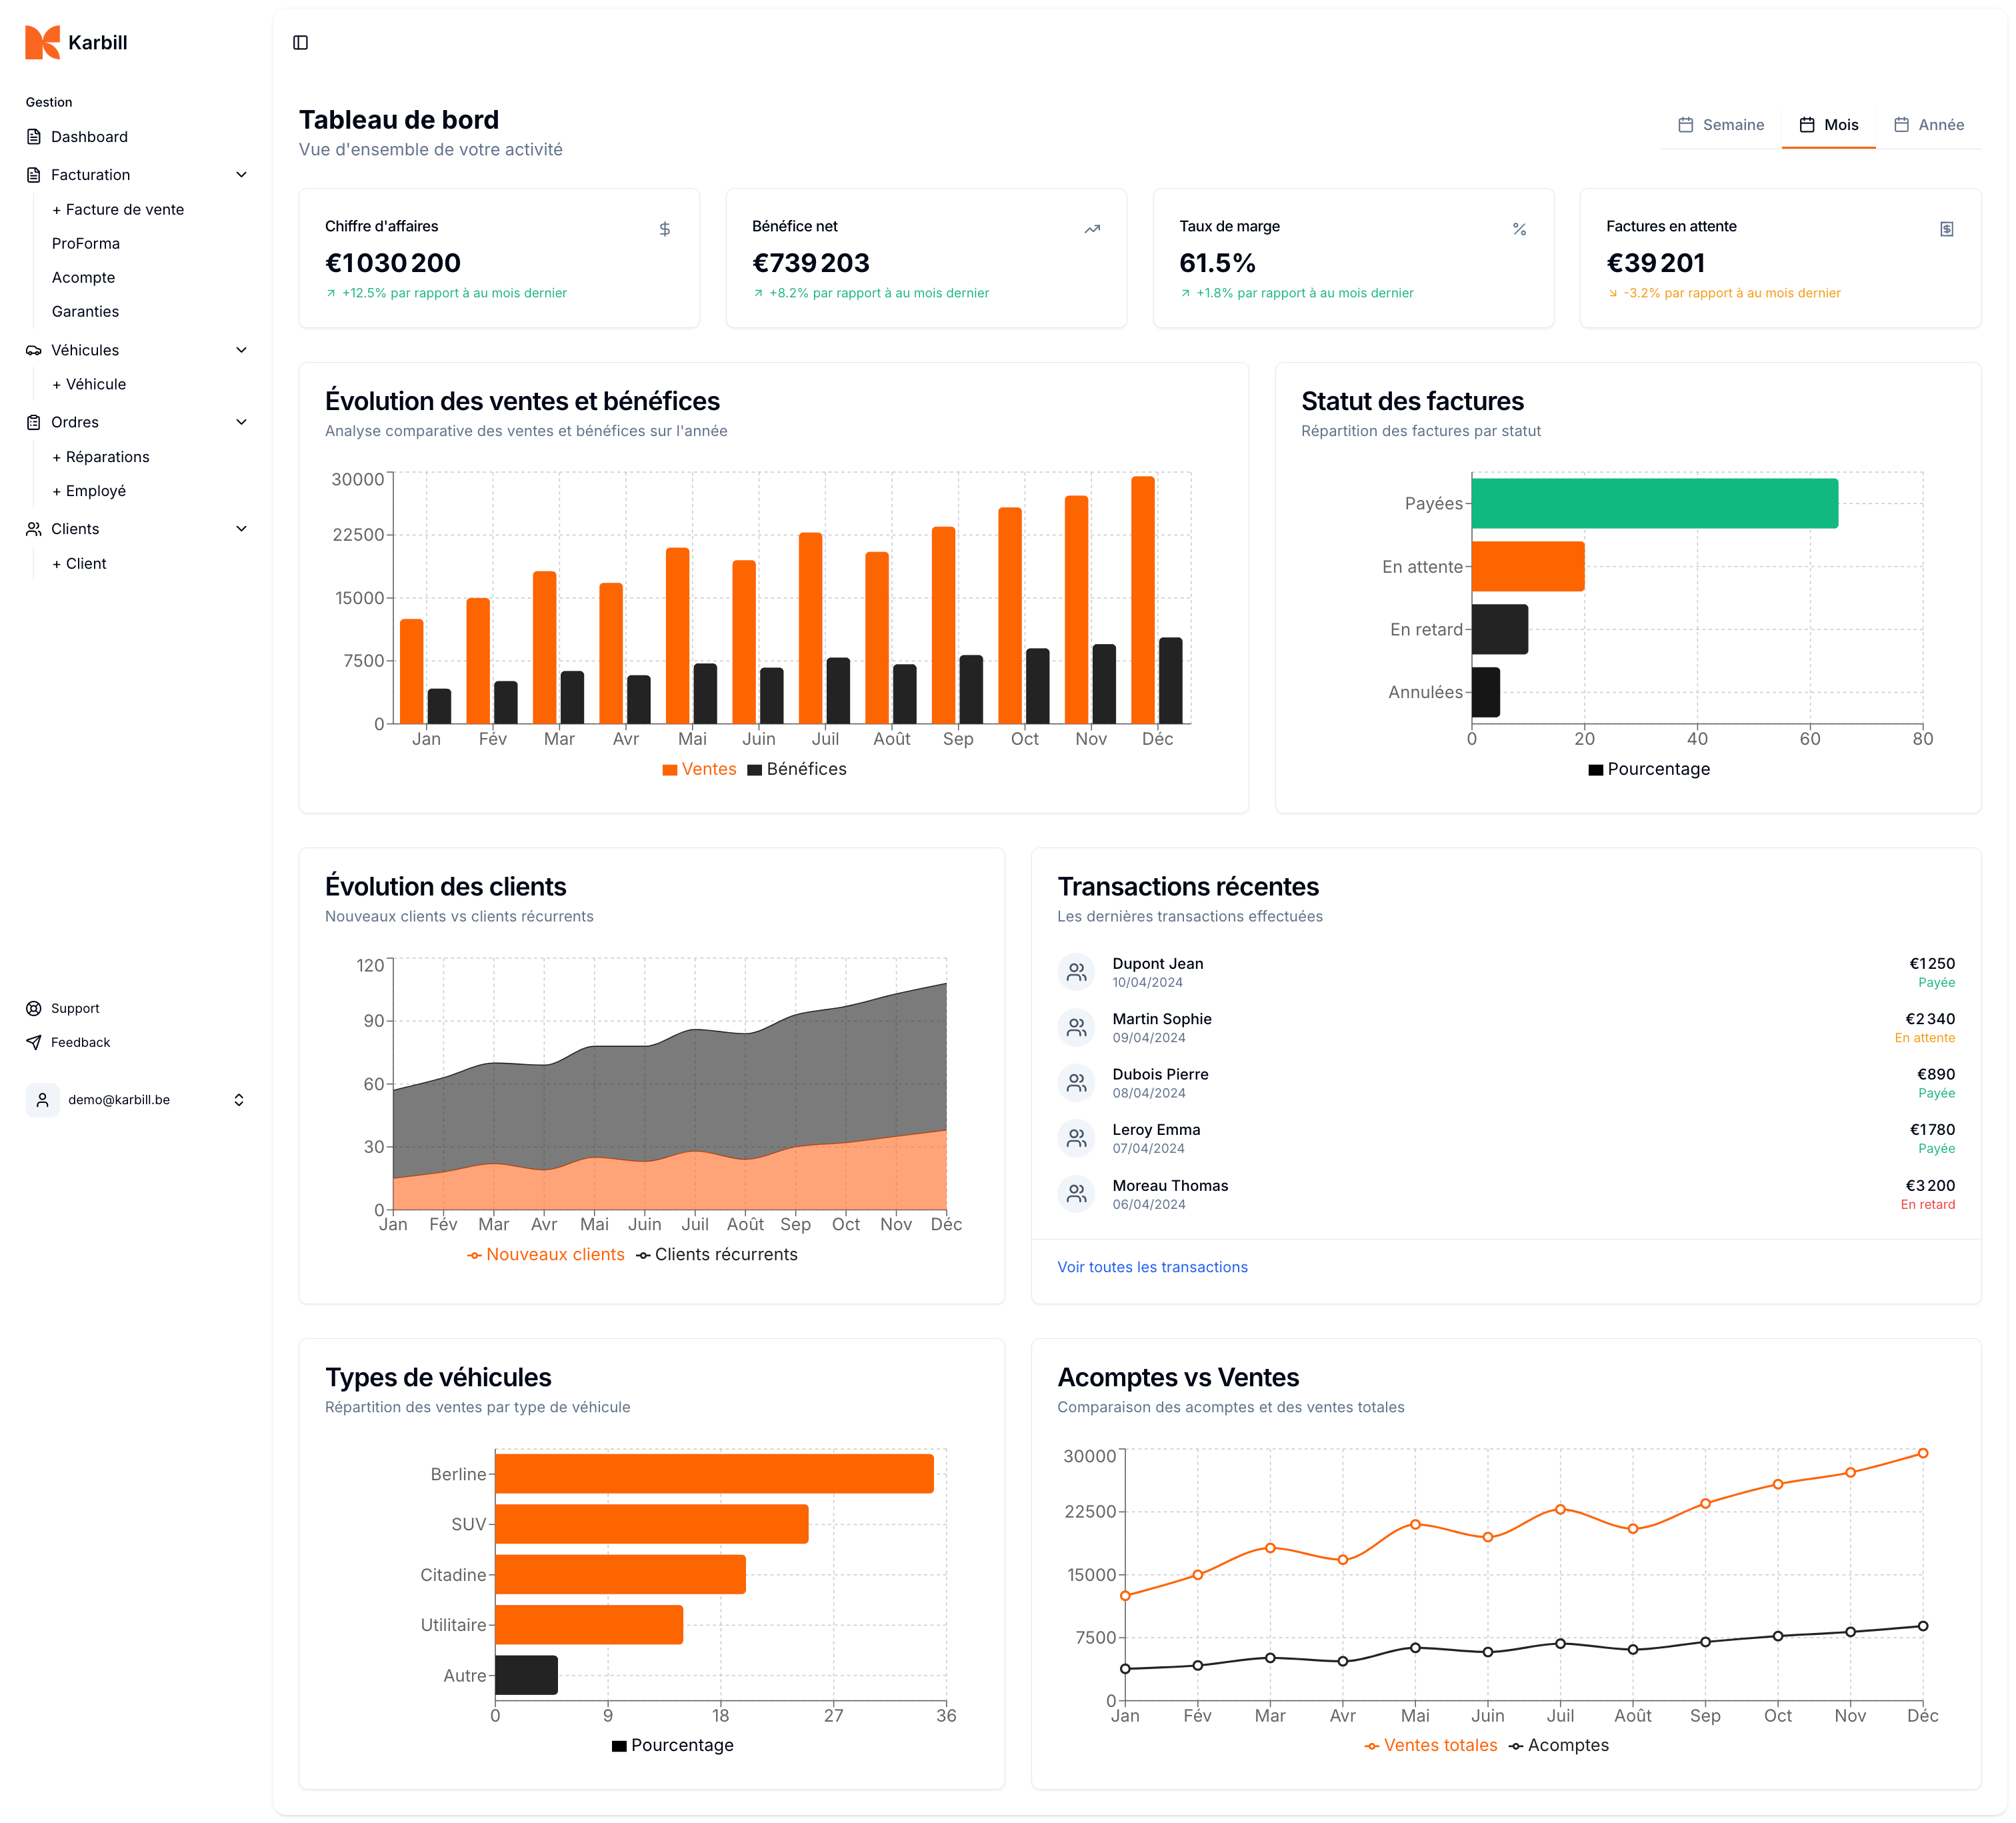 Karbill
Gestion
Dashboard
Facturation
+ Facture de vente
ProForma
Acompte
Garanties
Véhicules
+ Véhicule
Ordres
+ Réparations
+ Employé
Clients
+ Client
Support
Feedback
demo@karbill.be
Tableau de bord
Vue d'ensemble de votre activité
Semaine
Mois
Année
Chiffre d'affaires
€1 030 200
+12.5% par rapport à au mois dernier
Bénéfice net
€739 203
+8.2% par rapport à au mois dernier
Taux de marge
61.5%
+1.8% par rapport à au mois dernier
Factures en attente
€39 201
-3.2% par rapport à au mois dernier
Évolution des ventes et bénéfices
Analyse comparative des ventes et bénéfices sur l'année
30000
22500
15000
7500
0
Jan Fév Mar Avr Mai Juin Juil Août Sep Oct Nov Déc
Ventes Bénéfices
Statut des factures
Répartition des factures par statut
Payées
En attente
En retard
Annulées
0 20 40 60 80
Pourcentage
Évolution des clients
Nouveaux clients vs clients récurrents
120
90
60
30
0
Jan Fév Mar Avr Mai Juin Juil Août Sep Oct Nov Déc
Nouveaux clients Clients récurrents
Transactions récentes
Les dernières transactions effectuées
Dupont Jean €1250
10/04/2024 Payée
Martin Sophie €2 340
09/04/2024 En attente
Dubois Pierre €890
08/04/2024 Payée
Leroy Emma €1780
07/04/2024 Payée
Moreau Thomas €3 200
06/04/2024 En retard
Voir toutes les transactions
Types de véhicules
Répartition des ventes par type de véhicule
Berline
SUV
Citadine
Utilitaire
Autre
0 9 18 27 36
Pourcentage
Acomptes vs Ventes
Comparaison des acomptes et des ventes totales
30000
22500
15000
7500
0
Jan Fév Mar Avr Mai Juin Juil Août Sep Oct Nov Déc
Ventes totales Acomptes